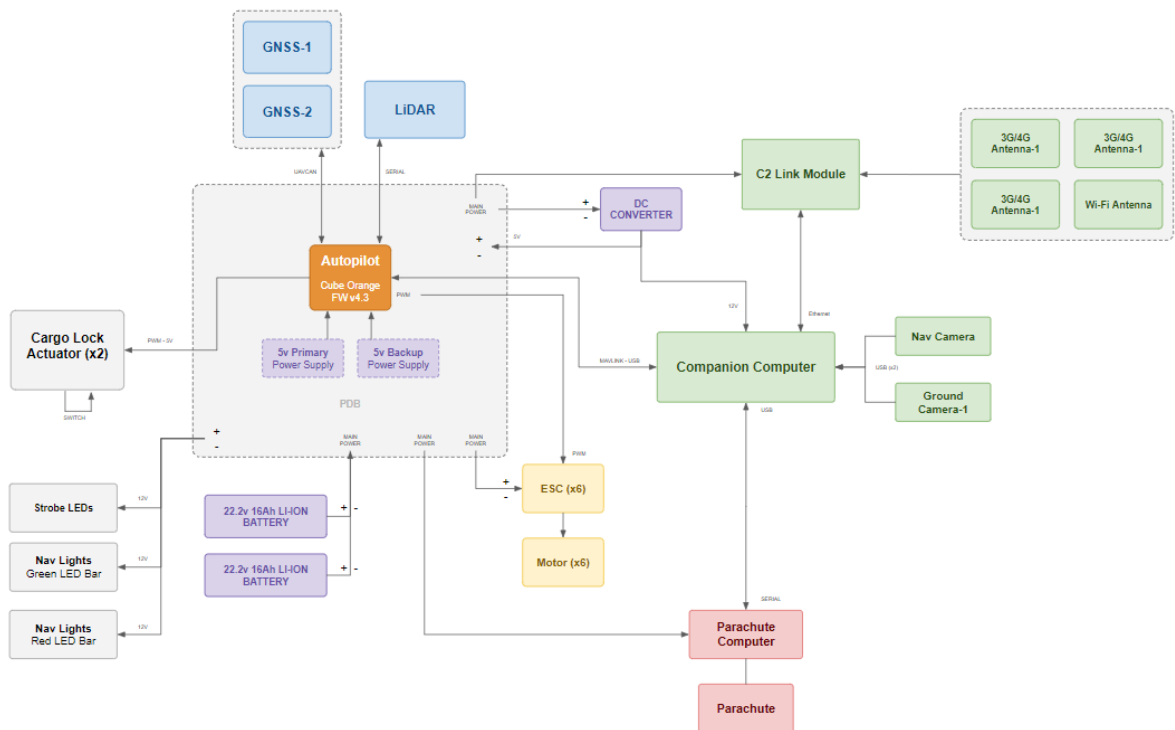 GNSS-1
GNSS-2
LiDAR
UAVCAN
SERIAL
3G/4G
Antenna-1
3G/4G
Antenna-1
3G/4G
Antenna-1
Wi-Fi Antenna
C2 Link Module
MAIN
POWER
+
-
DC
CONVERTER
+
-
5V
Autopilot
Cube Orange
FW v4.3
PWM
12V
Ethernet
5v Primary
Power Supply
5v Backup
Power Supply
PDB
Cargo Lock
Actuator (x2)
PWM - 5V
SWITCH
MAVLINK - USB
Companion Computer
USB
Nav Camera
USB (x2)
Ground
Camera-1
+
-
MAIN
POWER
MAIN
POWER
MAIN
POWER
PWM
+
-
ESC (x6)
Motor (x6)
Strobe LEDs
12V
Nav Lights
Green LED Bar
12V
Nav Lights
Red LED Bar
12V
22.2v 16Ah LI-ION
BATTERY
+ -
22.2v 16Ah LI-ION
BATTERY
+ -
SERIAL
Parachute
Computer
Parachute